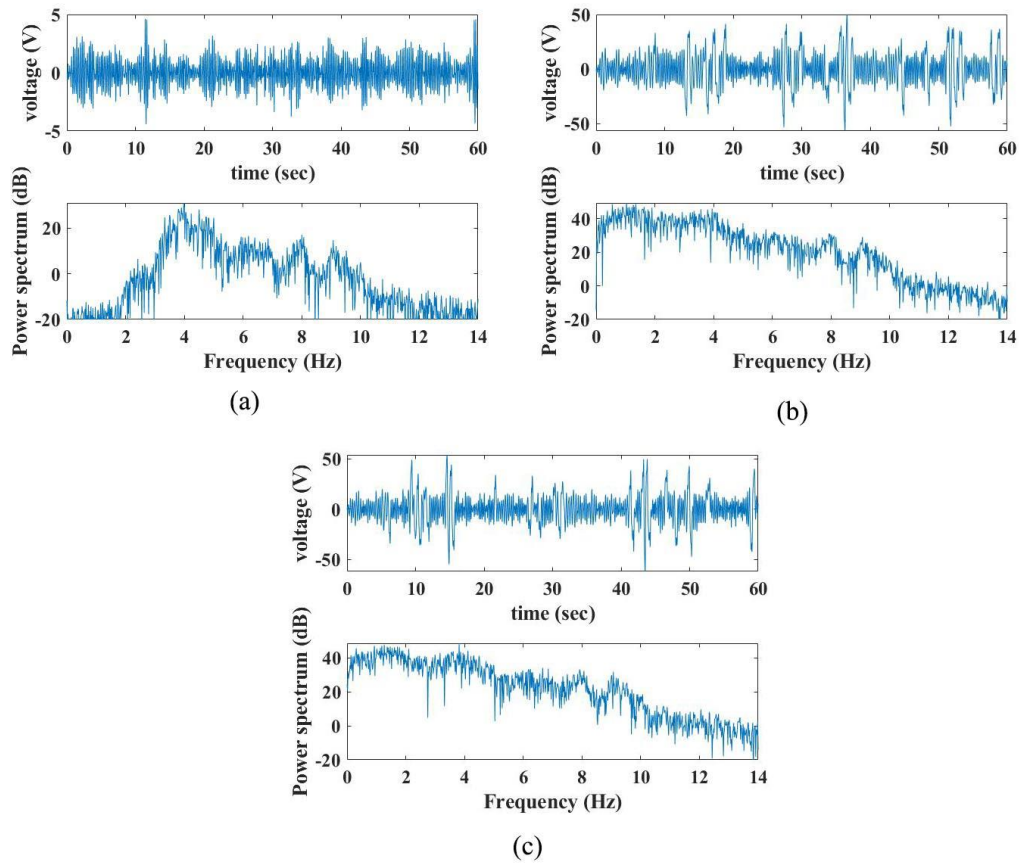 voltage (V)
5
0
-5
0 10 20 30 40 50 60
time (sec)
Power spectrum (dB)
20
0
-20
0 2 4 6 8 10 12 14
Frequency (Hz)
(a)
voltage (V)
50
0
-50
0 10 20 30 40 50 60
time (sec)
Power spectrum (dB)
40
20
0
-20
0 2 4 6 8 10 12 14
Frequency (Hz)
(b)
voltage (V)
50
0
-50
0 10 20 30 40 50 60
time (sec)
Power spectrum (dB)
40
20
0
-20
0 2 4 6 8 10 12 14
Frequency (Hz)
(c)